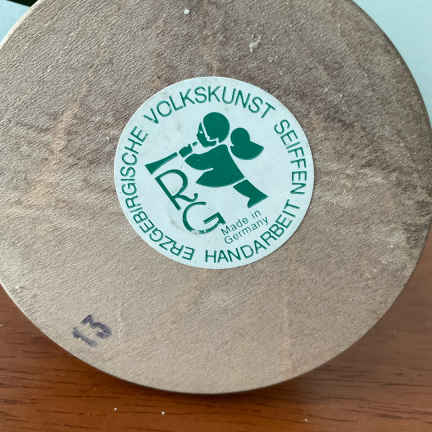 ERZGEBIRGISCHE VOLKSKUNST SEIFFEN
HANDARBEIT
RG
Made in
Germany
13